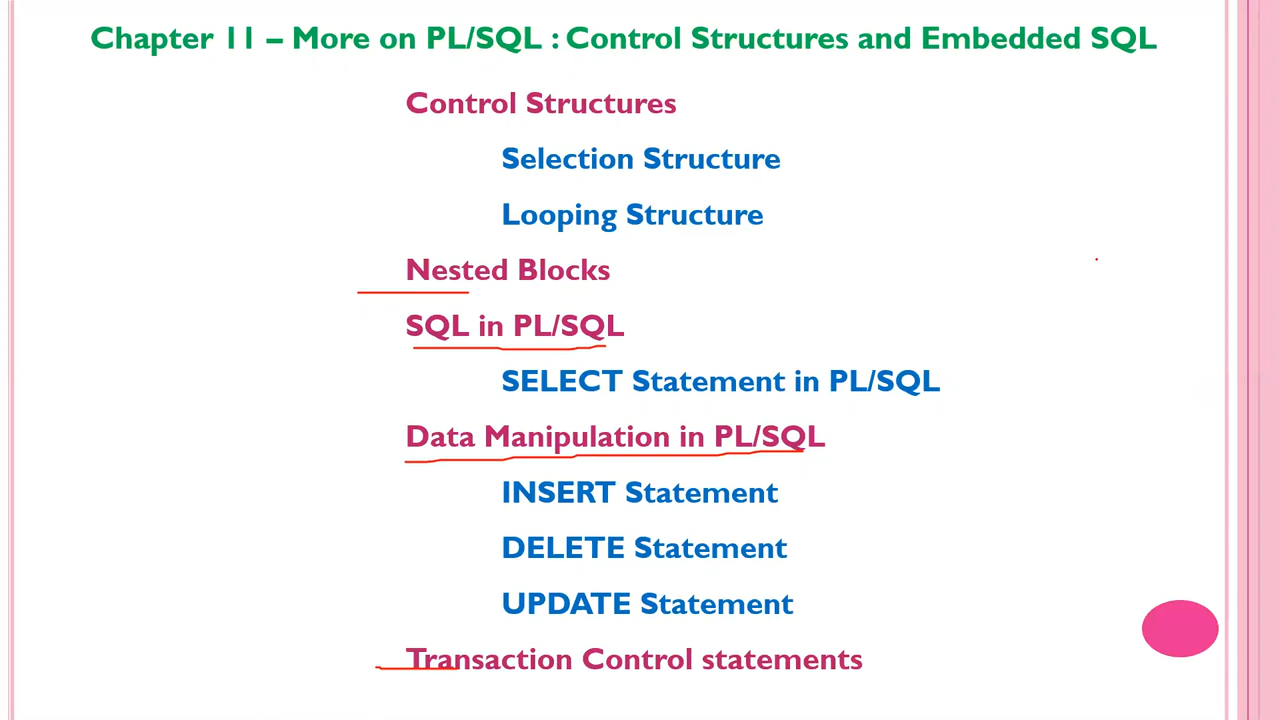 Chapter 11 – More on PL/SQL : Control Structures and Embedded SQL
Control Structures
Selection Structure
Looping Structure
Nested Blocks
SQL in PL/SQL
SELECT Statement in PL/SQL
Data Manipulation in PL/SQL
INSERT Statement
DELETE Statement
UPDATE Statement
Transaction Control statements